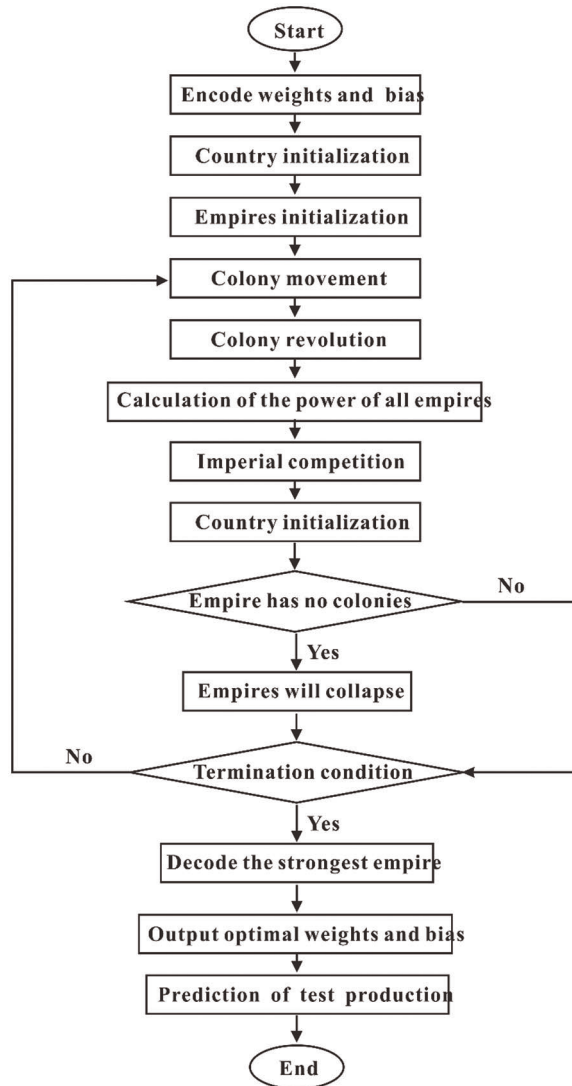 Start
Encode weights and bias
Country initialization
Empires initialization
Colony movement
Colony revolution
Calculation of the power of all empires
Imperial competition
Country initialization
Empire has no colonies
No
Yes
Empires will collapse
No
Termination condition
Yes
Decode the strongest empire
Output optimal weights and bias
Prediction of test production
End